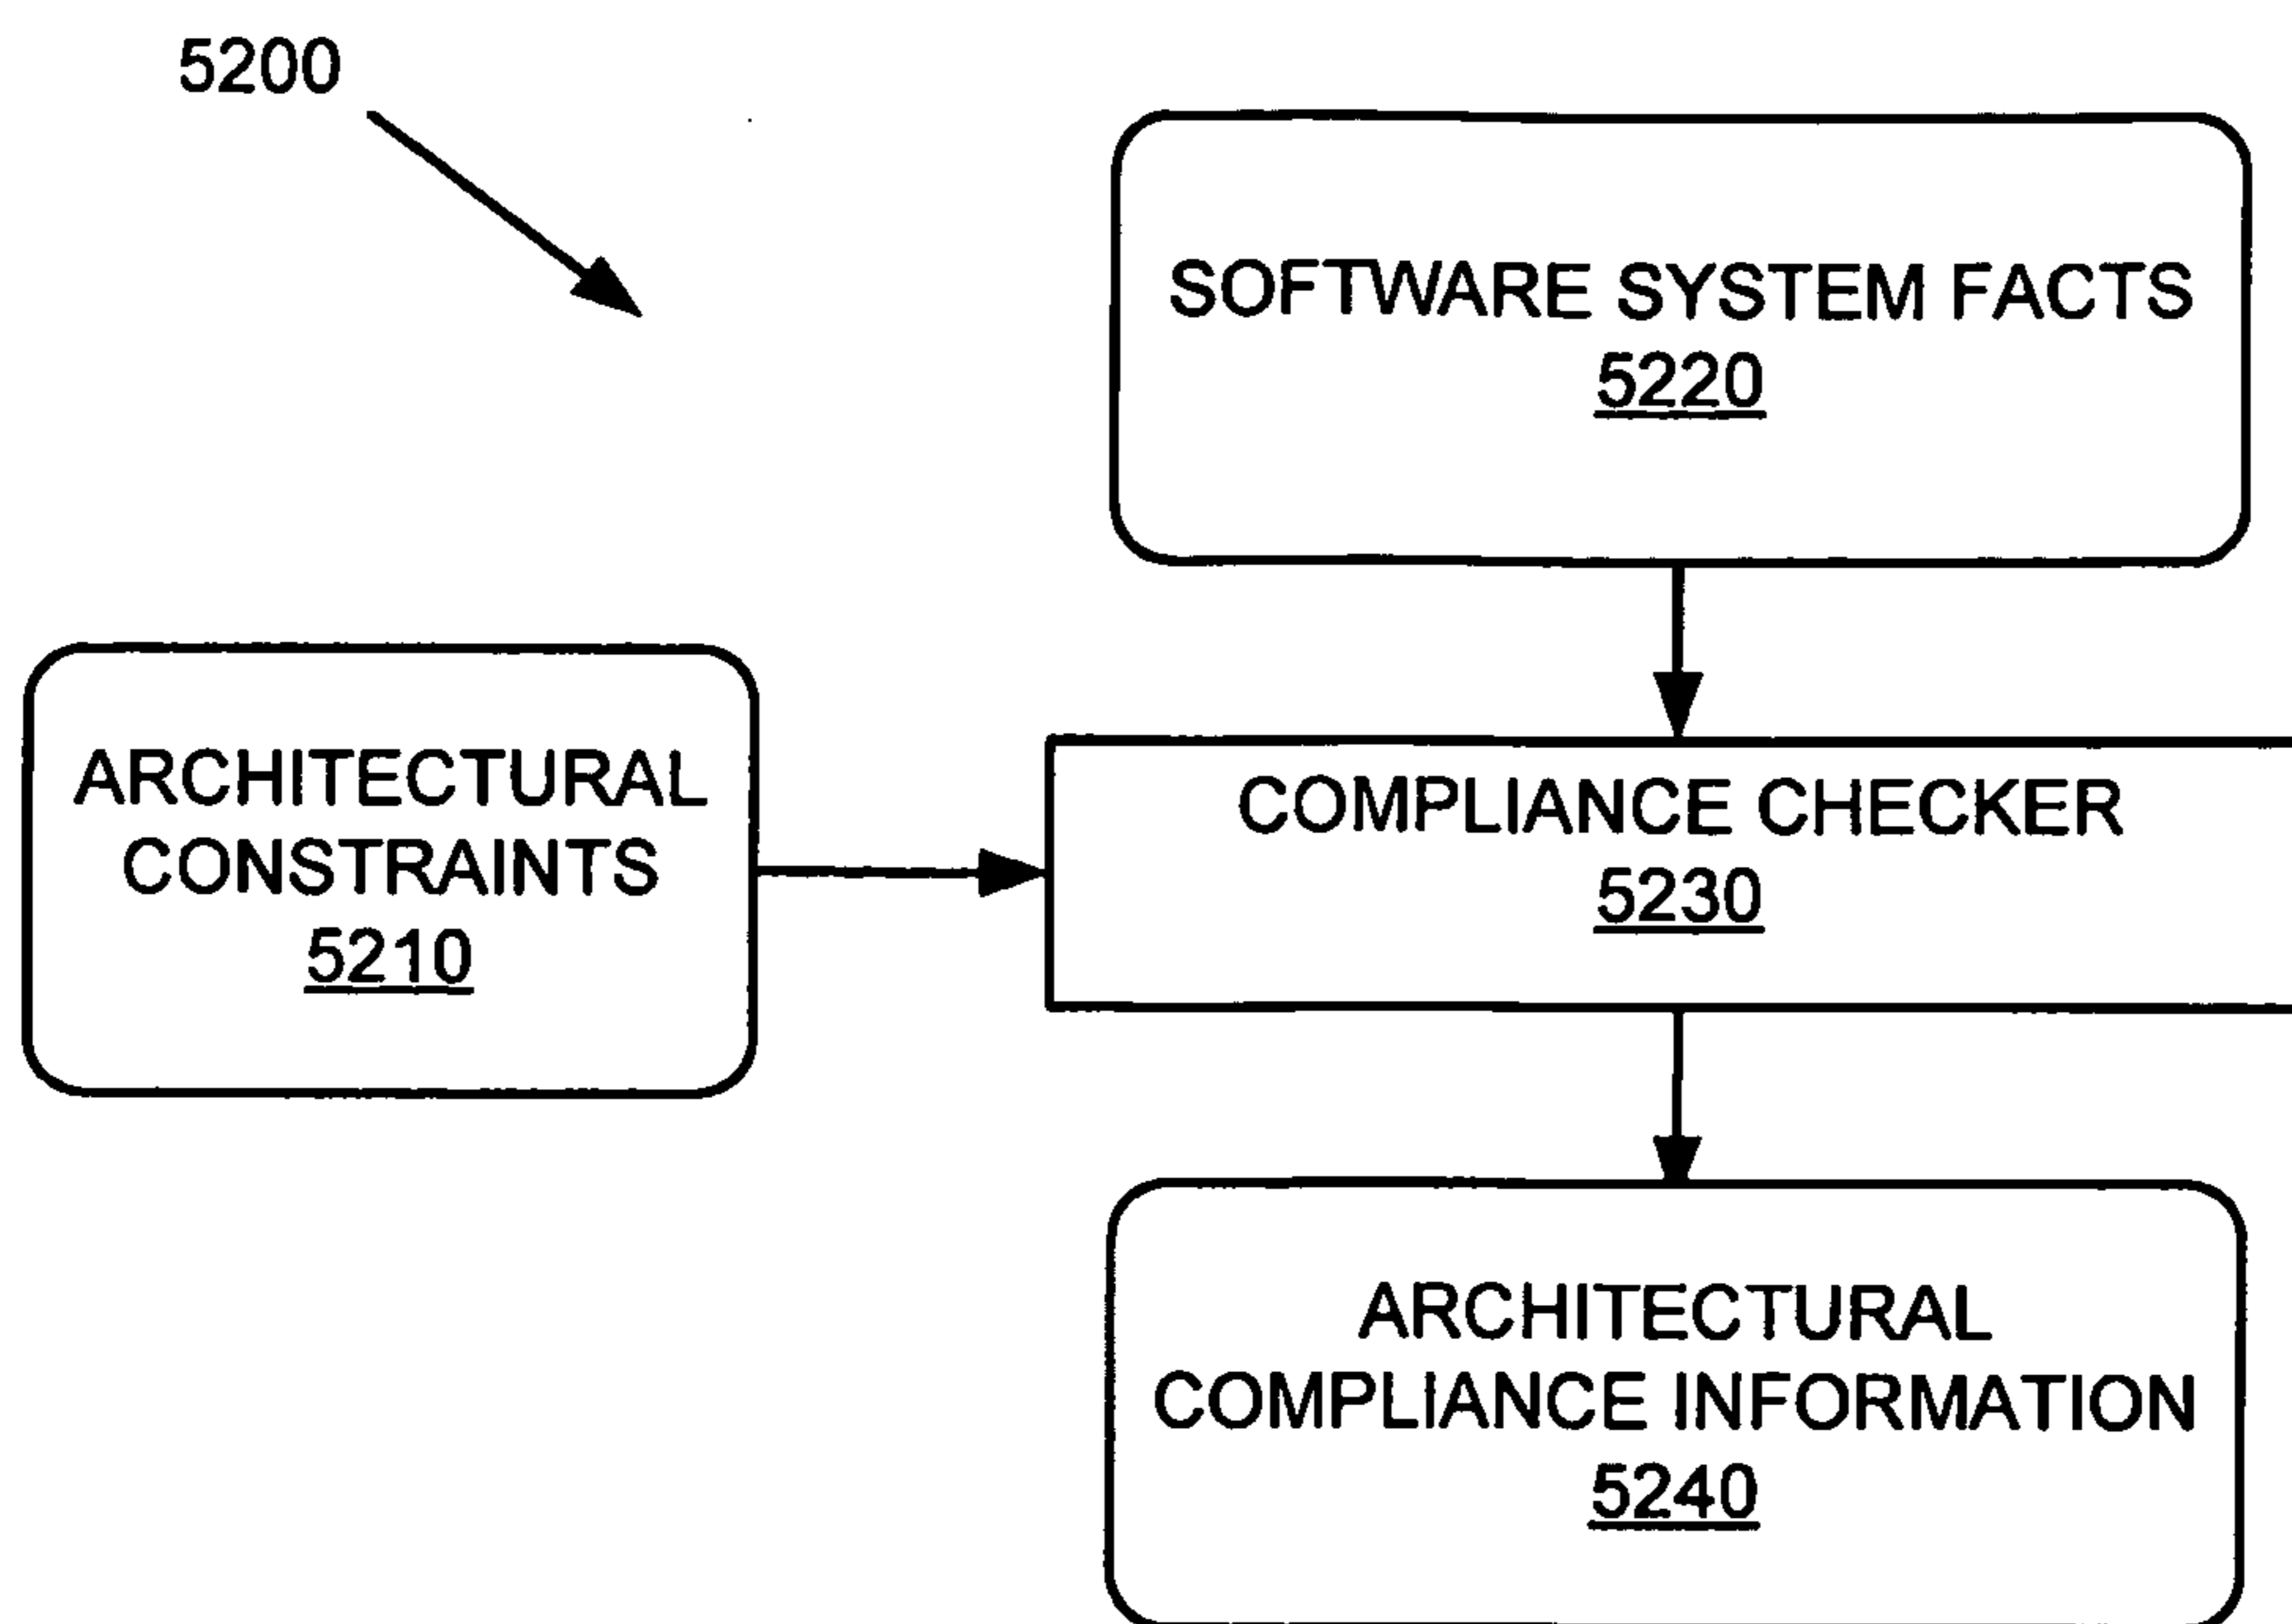 5200
SOFTWARE SYSTEM FACTS
5220
ARCHITECTURAL
CONSTRAINTS
5210
COMPLIANCE CHECKER
5230
ARCHITECTURAL
COMPLIANCE INFORMATION
5240